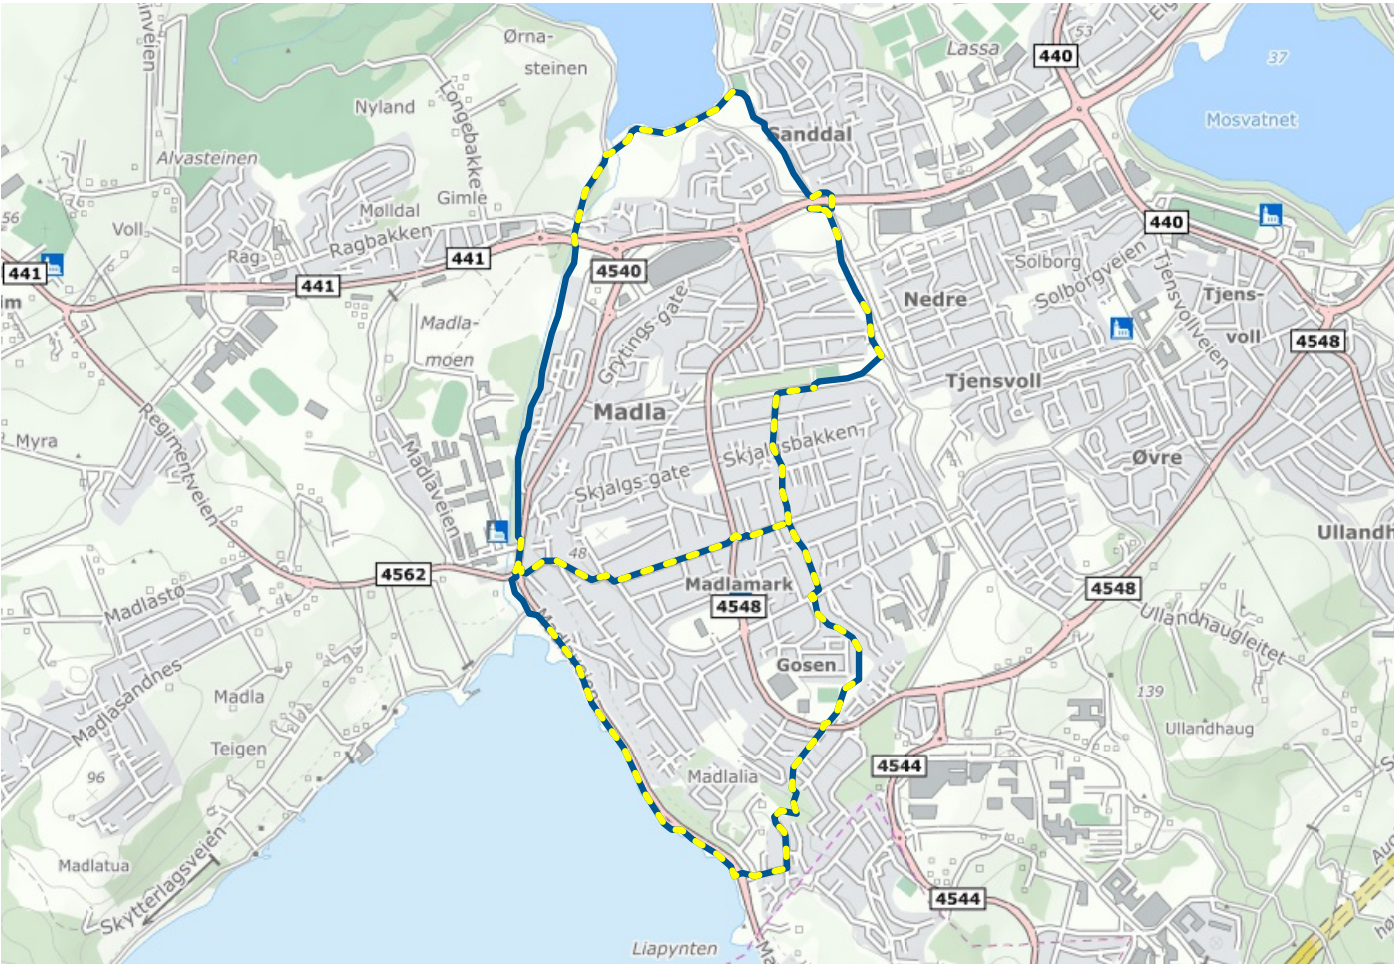 Ørna-
steinen
Lassa
53
440
37
Mosvatnet
Nyland
Longebakke
Sanddal
Alvasteinen
56
Voll
Mølldal
Gimle
Ragbakken
Rag
441
441
441
4540
440
Solborg
Solborgveien
Tjensvollveien
Nedre
Tjens-
voll
4548
Madla-
moen
Grytings gate
Tjensvoll
Madla
Myra
Regimentveien
Madlaveien
Skjalgsbakken
Skjalgs gate
Øvre
48
4562
Madlamark
4548
4548
Madlastø
Ullandhaugleitet
Gosen
Madlasandnes
Madla
139
Ullandhaug
Teigen
96
Madlalia
4544
Madlatua
Skytterlagsveien
4544
Liapynten